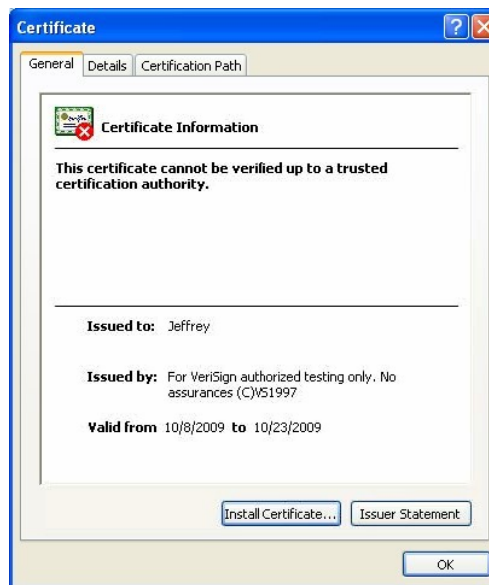 Certificate
General Details Certification Path
Certificate Information
This certificate cannot be verified up to a trusted
certification authority.
Issued to: Jeffrey
Issued by: For VeriSign authorized testing only. No
assurances (C)VS1997
Valid from 10/8/2009 to 10/23/2009
Install Certificate... Issuer Statement
OK